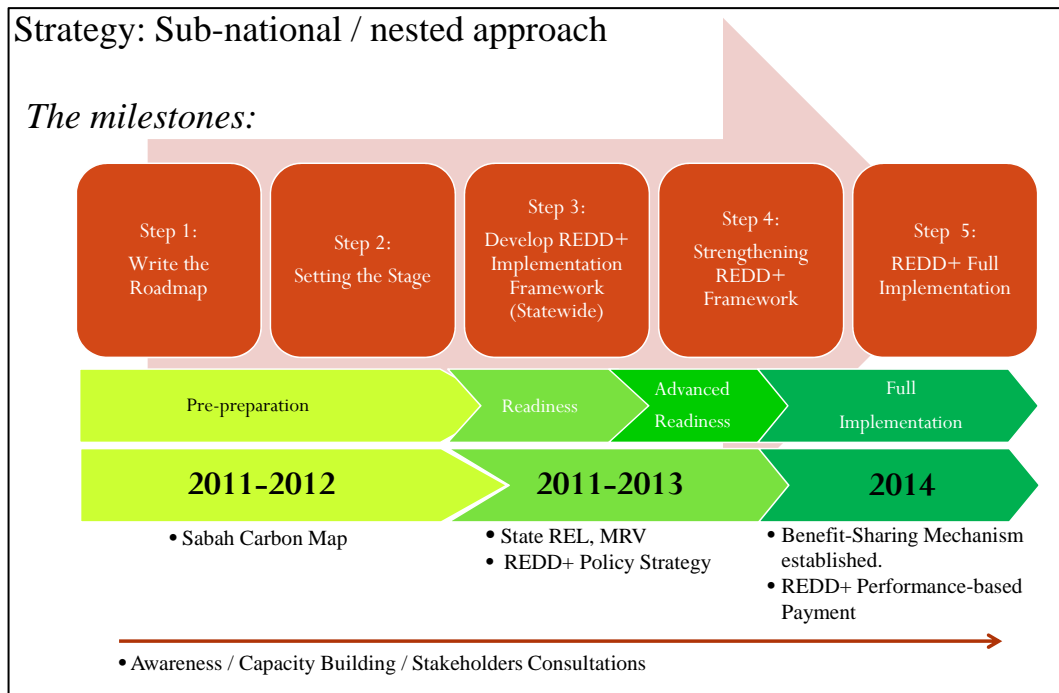 Strategy: Sub-national / nested approach
The milestones:
Step 1:
Write the
Roadmap
Step 2:
Setting the Stage
Step 3:
Develop REDD+
Implementation
Framework
(Statewide)
Step 4:
Strengthening
REDD+
Framework
Step 5:
REDD+ Full
Implementation
Pre-preparation
Readiness
Advanced
Readiness
Full
Implementation
2011-2012
2011-2013
2014
• Sabah Carbon Map
• State REL, MRV
• REDD+ Policy Strategy
• Benefit-Sharing Mechanism
established.
• REDD+ Performance-based
Payment
• Awareness / Capacity Building / Stakeholders Consultations